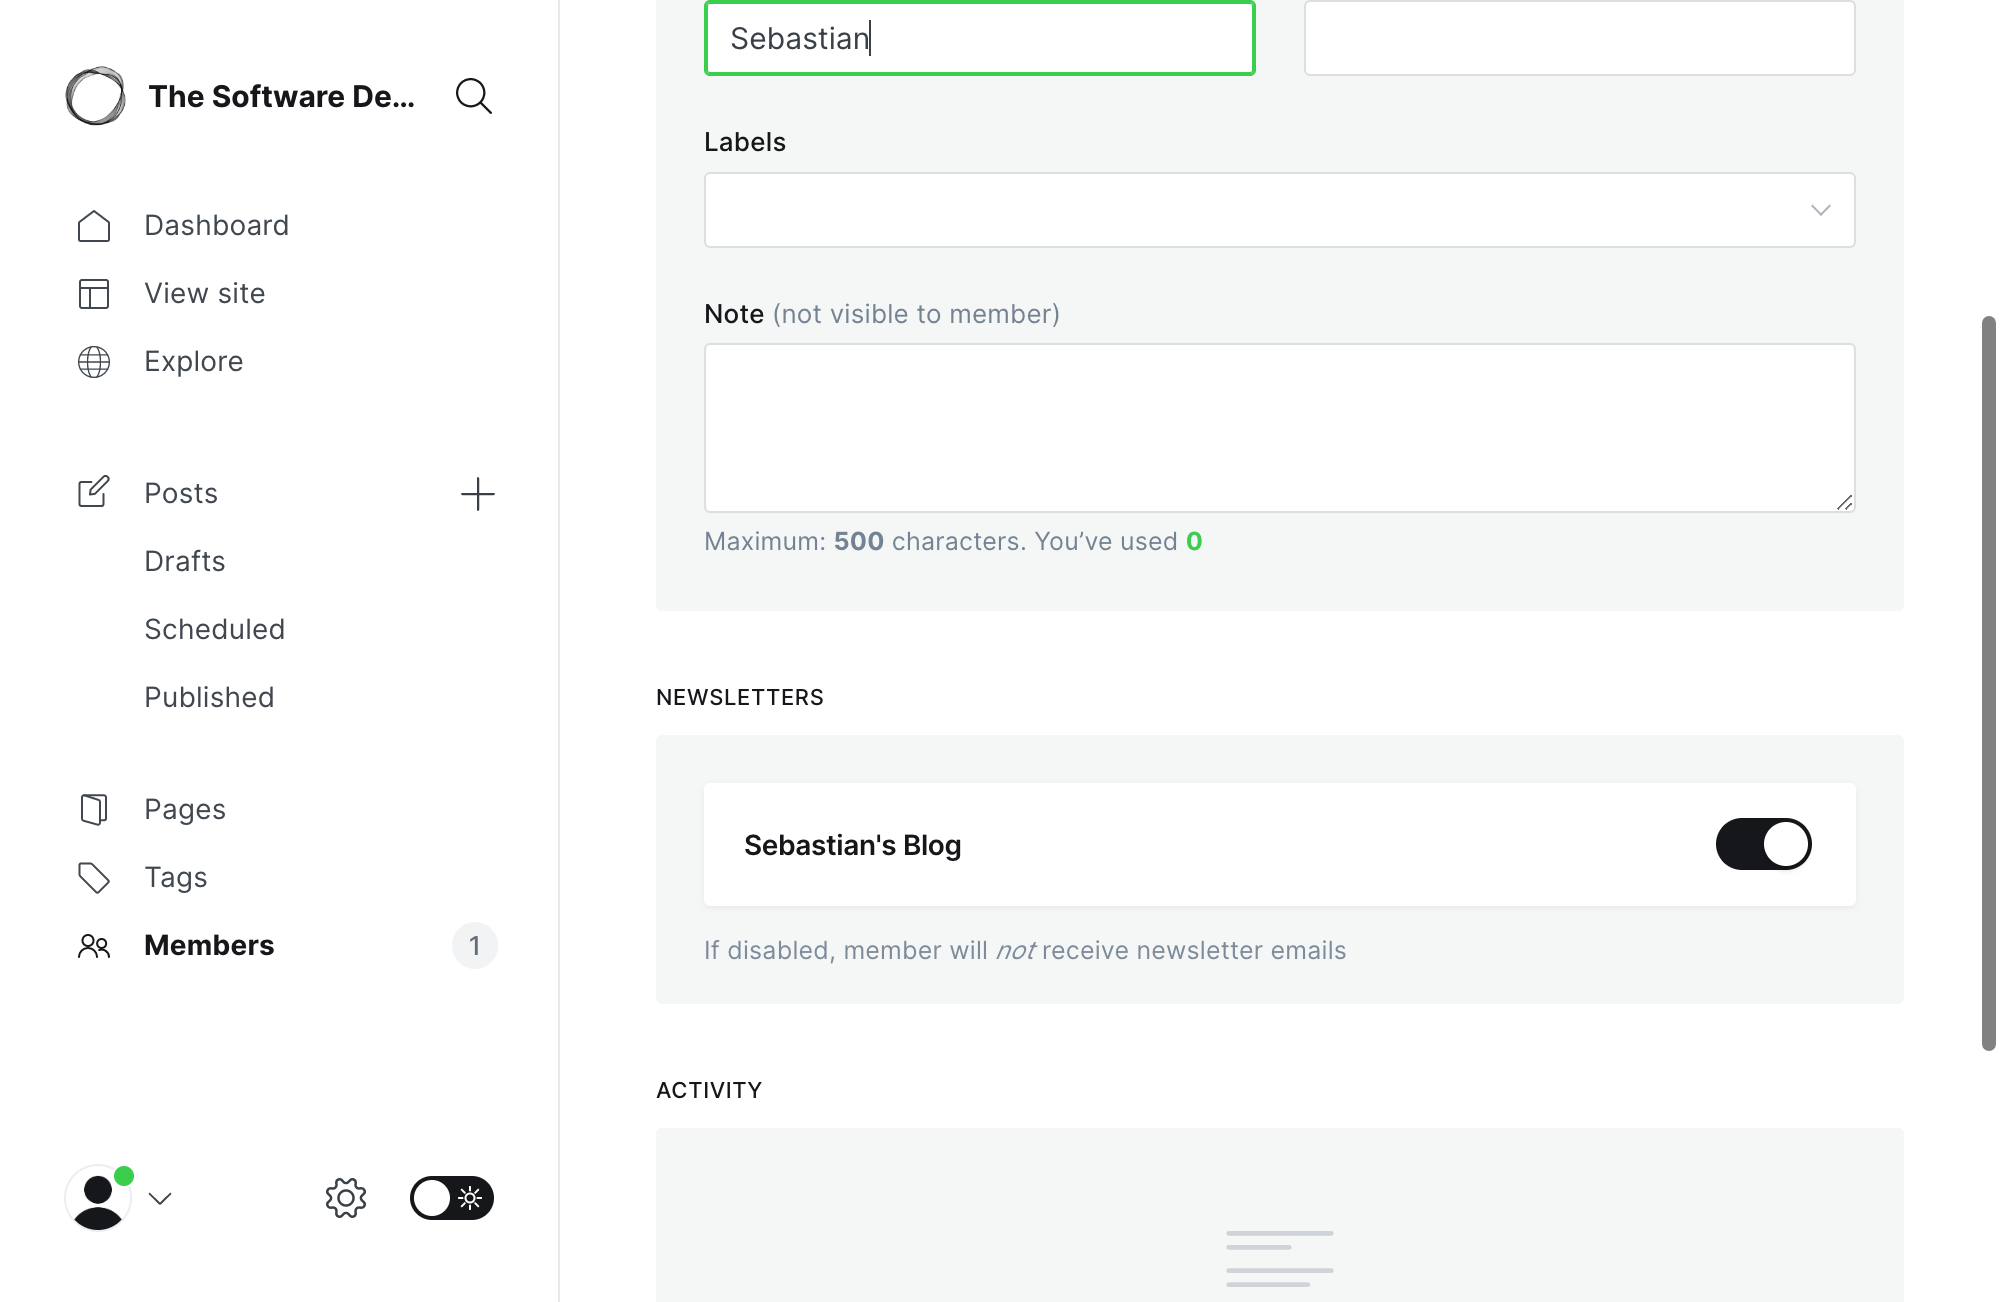 The Software De...
Dashboard
View site
Explore
Posts
Drafts
Scheduled
Published
Pages
Tags
Members 1
Sebastian
Labels
Note (not visible to member)
Maximum: 500 characters. You’ve used 0
NEWSLETTERS
Sebastian's Blog
If disabled, member will not receive newsletter emails
ACTIVITY